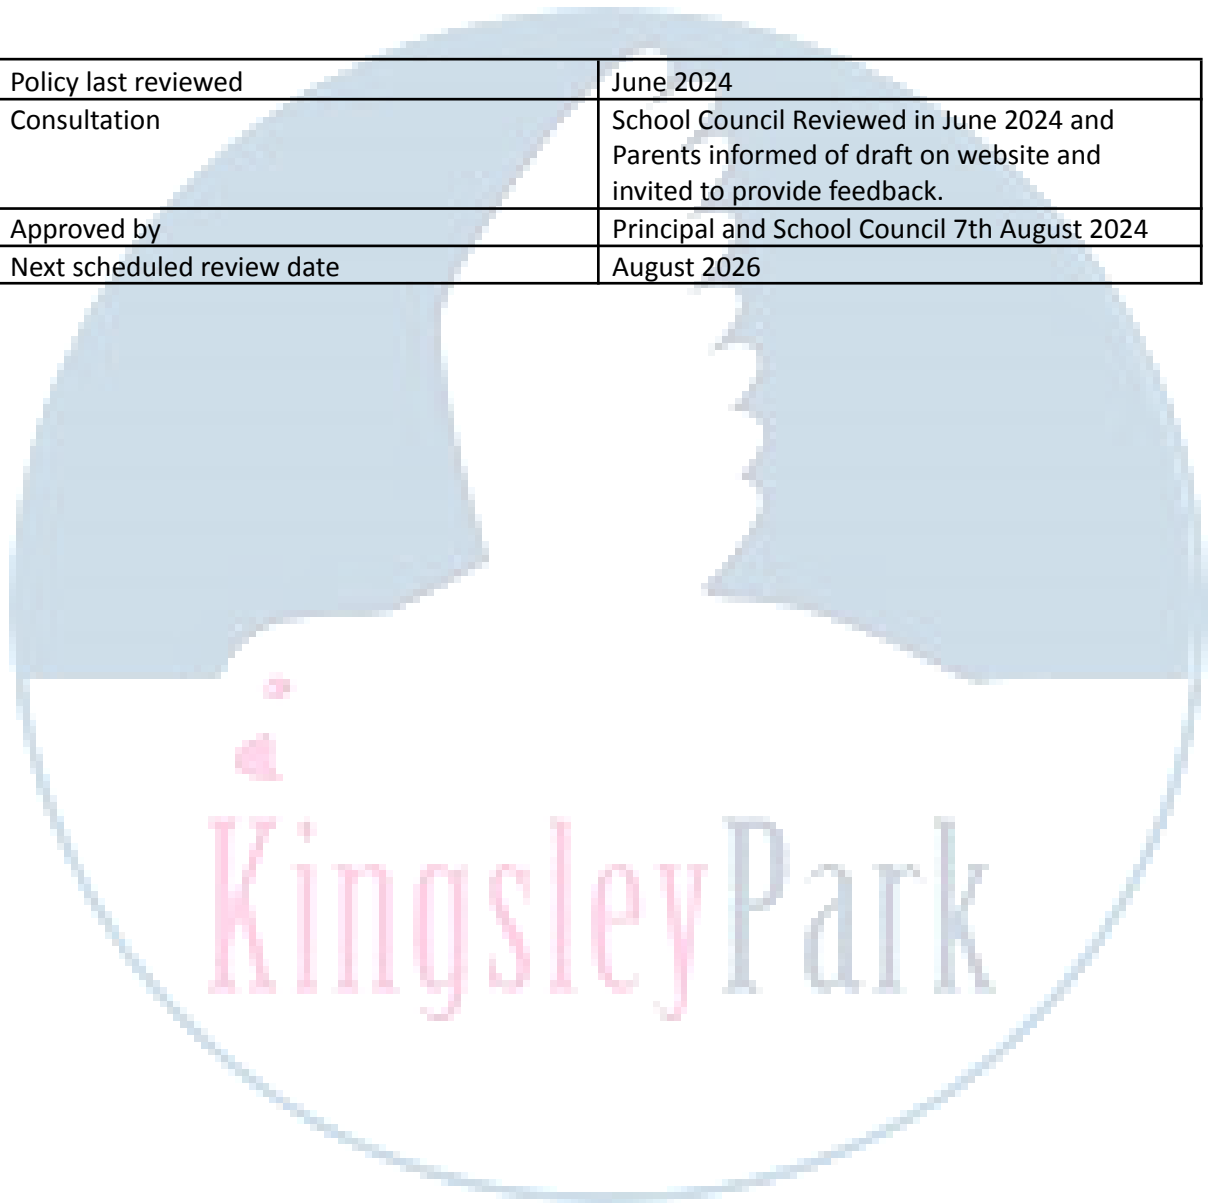 Policy last reviewed June 2024
Consultation School Council Reviewed in June 2024 and
Parents informed of draft on website and
invited to provide feedback.
Approved by Principal and School Council 7th August 2024
Next scheduled review date August 2026
KingsleyPark